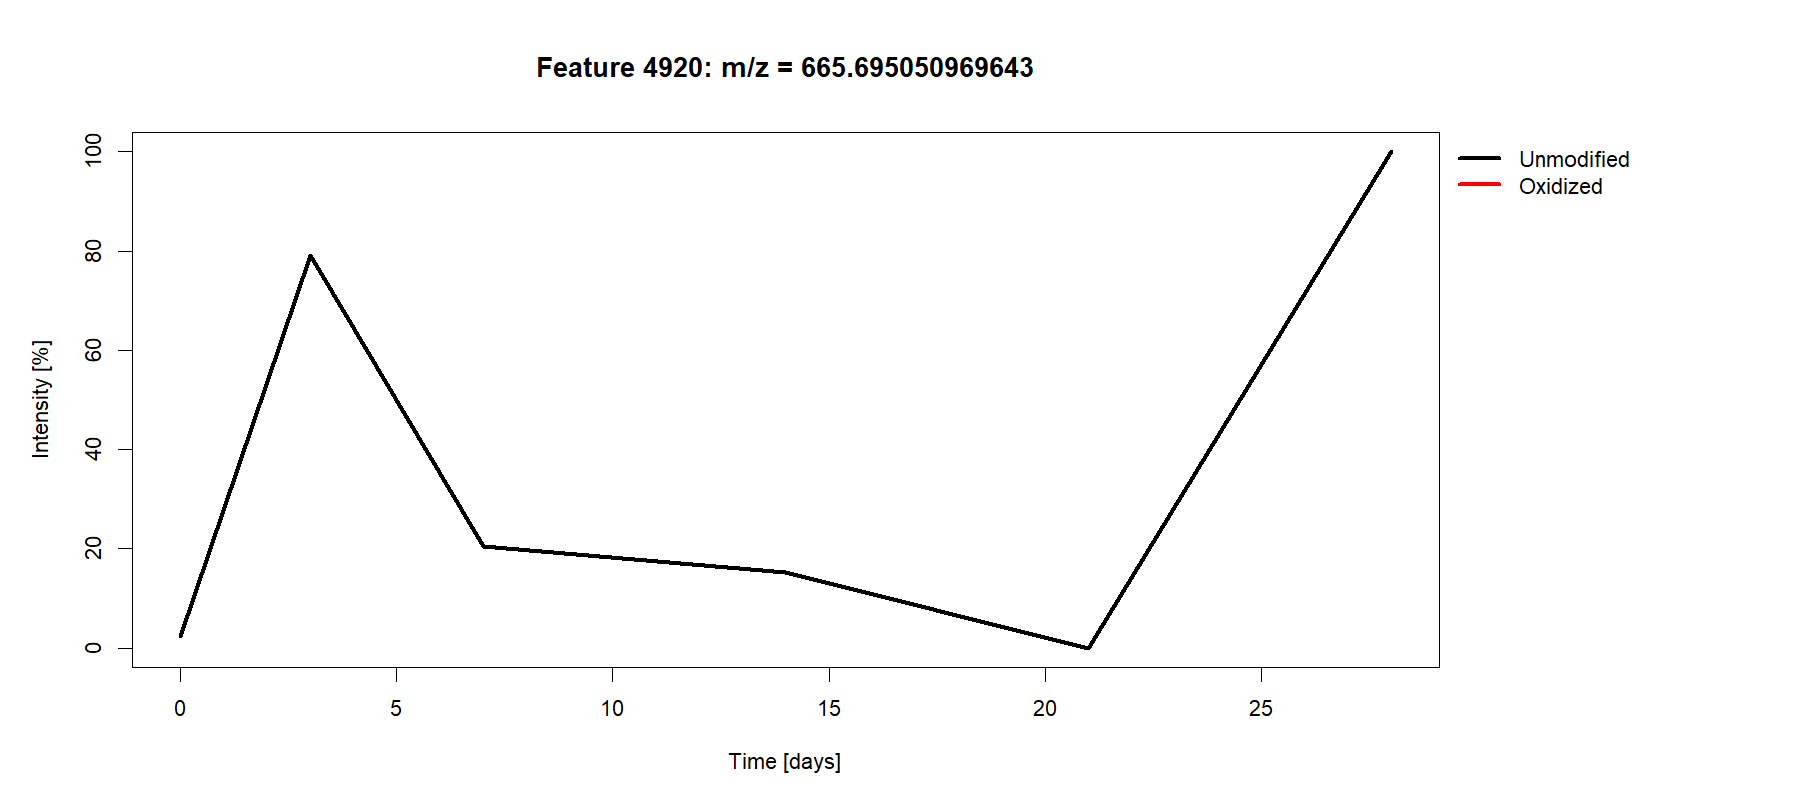 Feature 4920: m/z = 665.695050969643
Unmodified
Oxidized
Intensity [%]
100
80
60
40
20
0
0 5 10 15 20 25
Time [days]